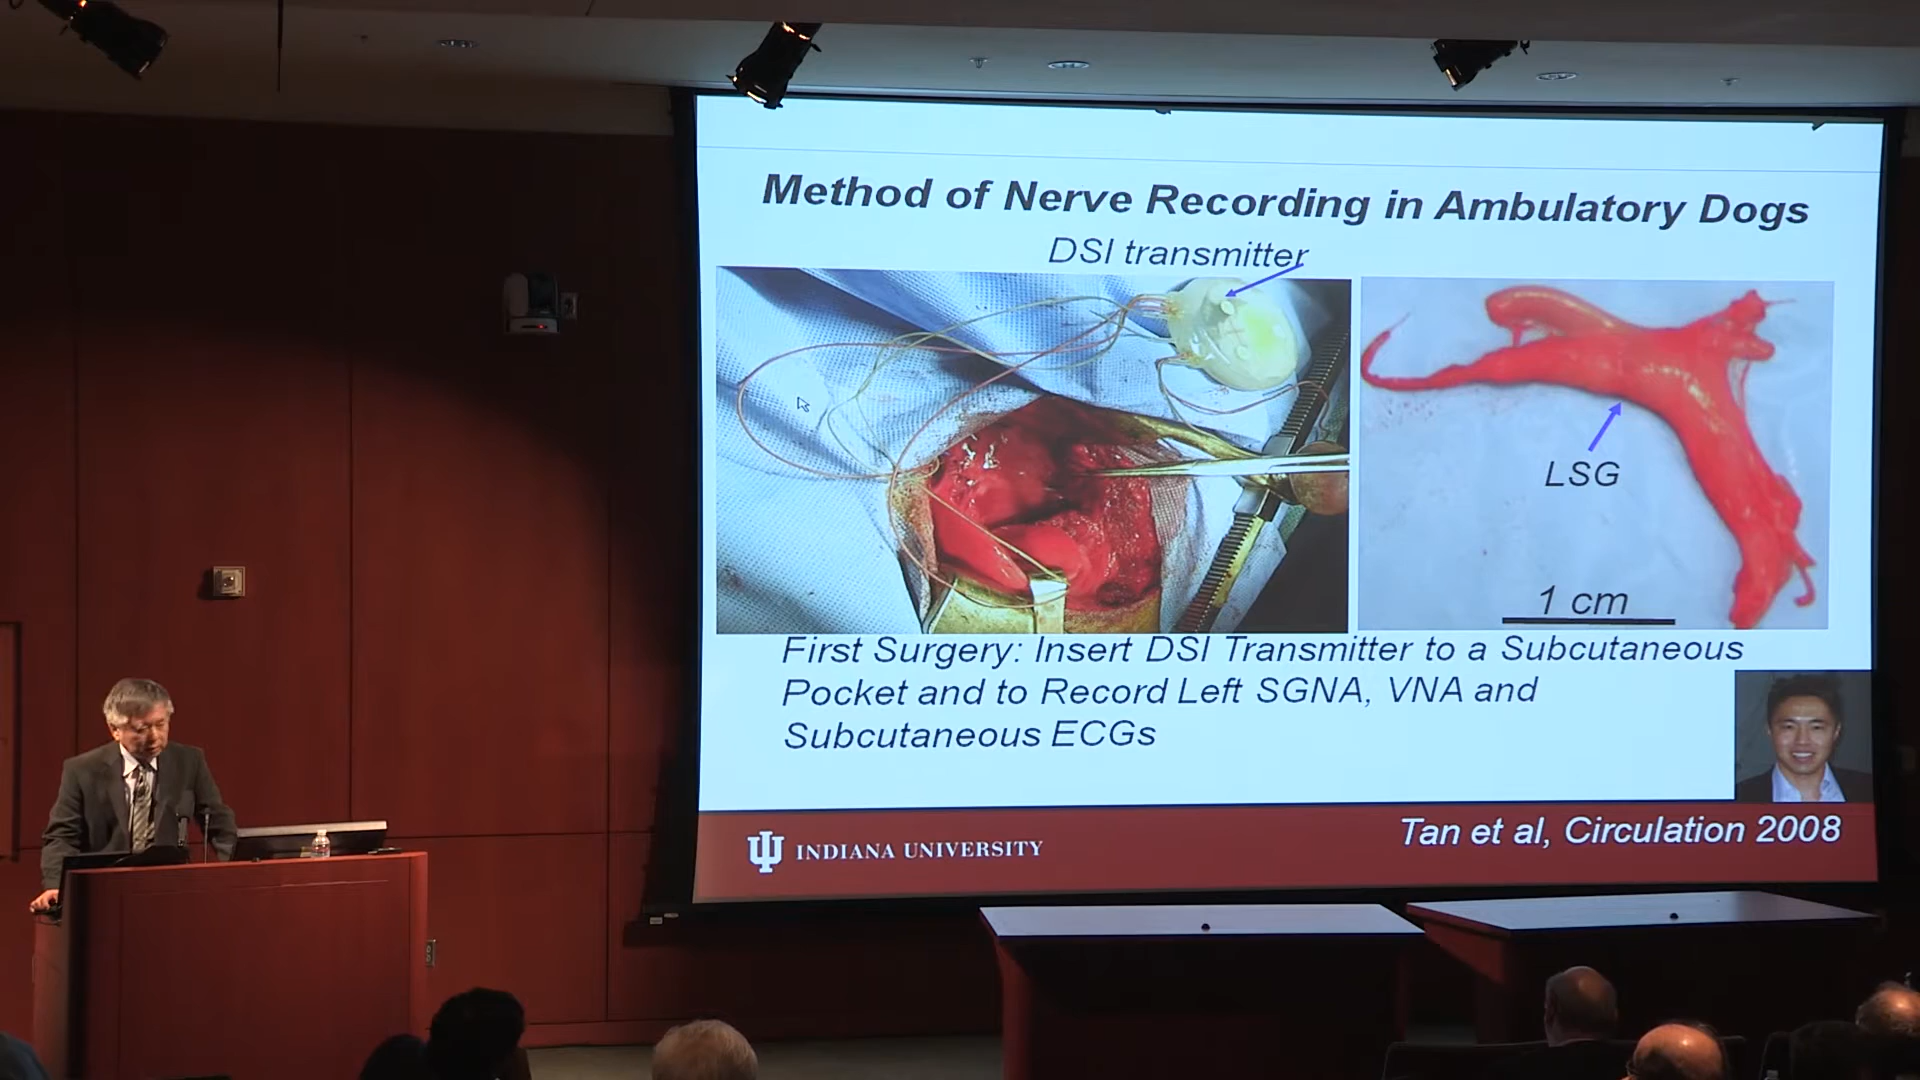 Method of Nerve Recording in Ambulatory Dogs
DSI transmitter
LSG
1 cm
First Surgery: Insert DSI Transmitter to a Subcutaneous
Pocket and to Record Left SGNA, VNA and
Subcutaneous ECGs
INDIANA UNIVERSITY
Tan et al, Circulation 2008